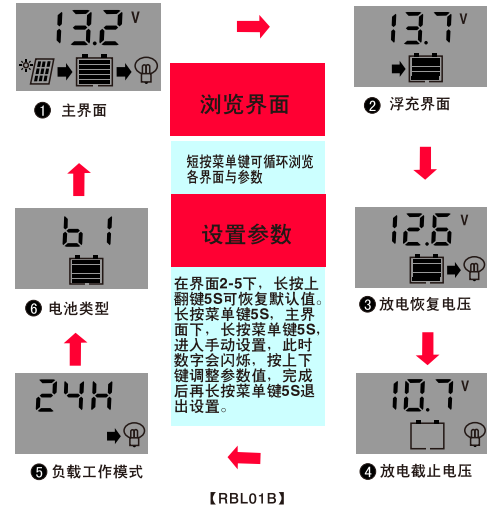 13.2 V
❶ 主界面
13.7 V
❷ 浮充界面
浏览界面
短按菜单键可循环浏览
各界面与参数
设置参数
在界面2-5下，长按上
翻键5S可恢复默认值。
长按菜单键5S，主界
面下，长按菜单键5S，
进入手动设置，此时
数字会闪烁，按上下
键调整参数值，完成
后再长按菜单键5S退
出设置。
12.6 V
❸ 放电恢复电压
10.7 V
❹ 放电截止电压
24H
❺ 负载工作模式
b1
❻ 电池类型
【RBL01B】